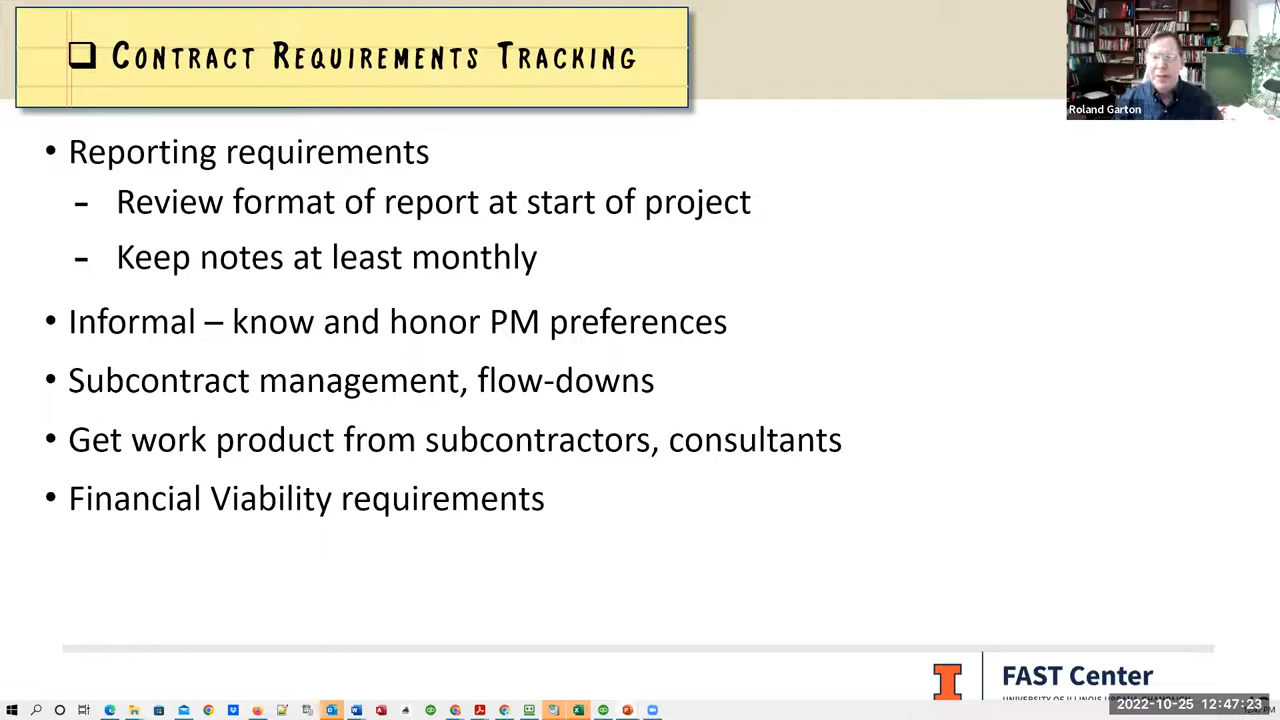 ❑ Contract Requirements Tracking
Roland Garton
• Reporting requirements
- Review format of report at start of project
- Keep notes at least monthly
• Informal – know and honor PM preferences
• Subcontract management, flow-downs
• Get work product from subcontractors, consultants
• Financial Viability requirements
I
FAST Center
2022-10-25 12:47:23